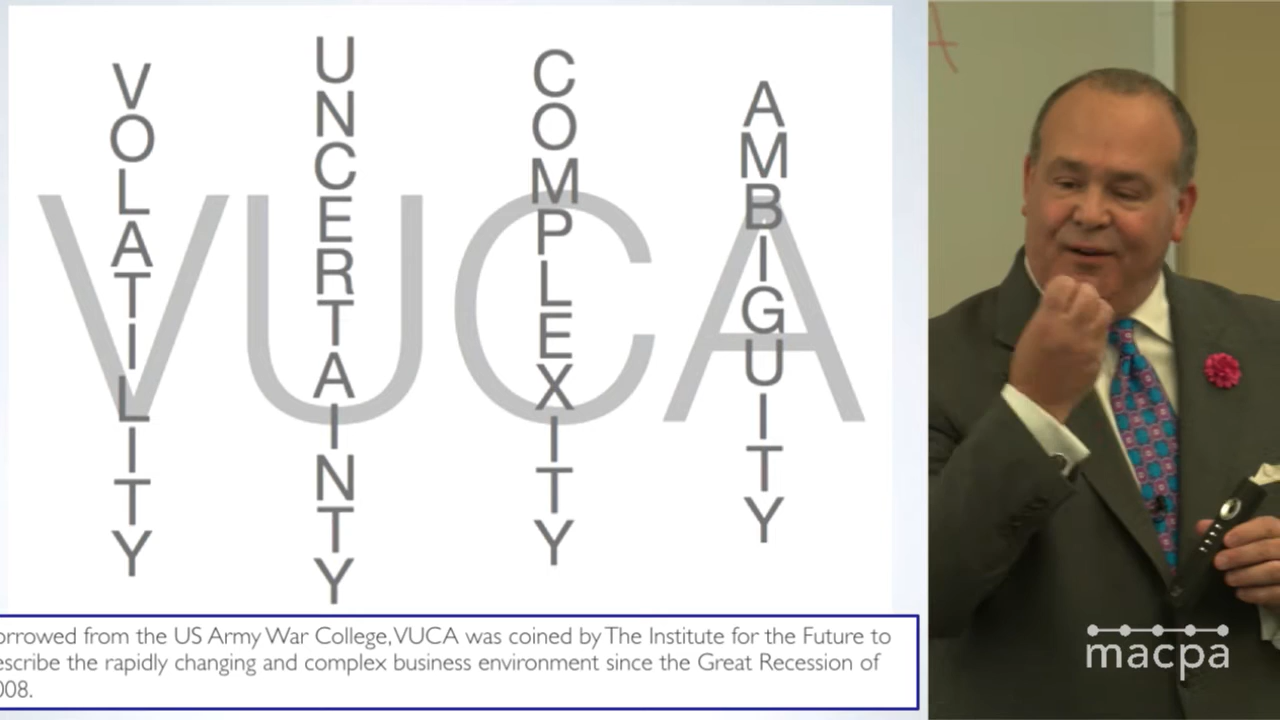 VOLATILITY
UNCERTAINTY
COMPLEXITY
AMBIGUITY
VUCA
orrowed from the US Army War College, VUCA was coined by The Institute for the Future to
escribe the rapidly changing and complex business environment since the Great Recession of
008.
macpa